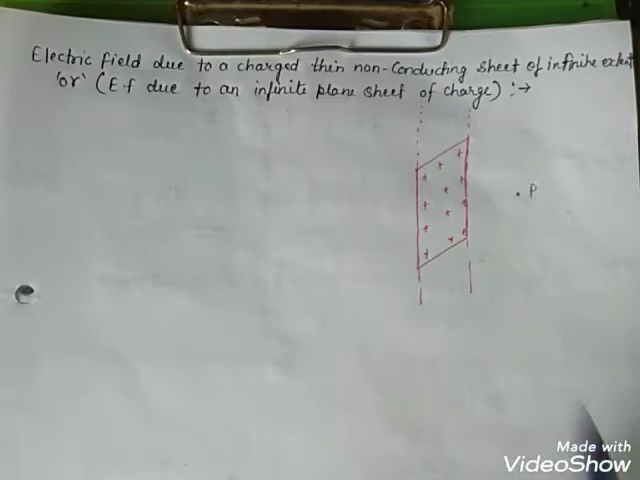 Electric field due to a charged thin non-Conducting sheet of infinite extent
'or' (E.f due to an infinite plane sheet of charge) :→
. P
Made with
VideoShow